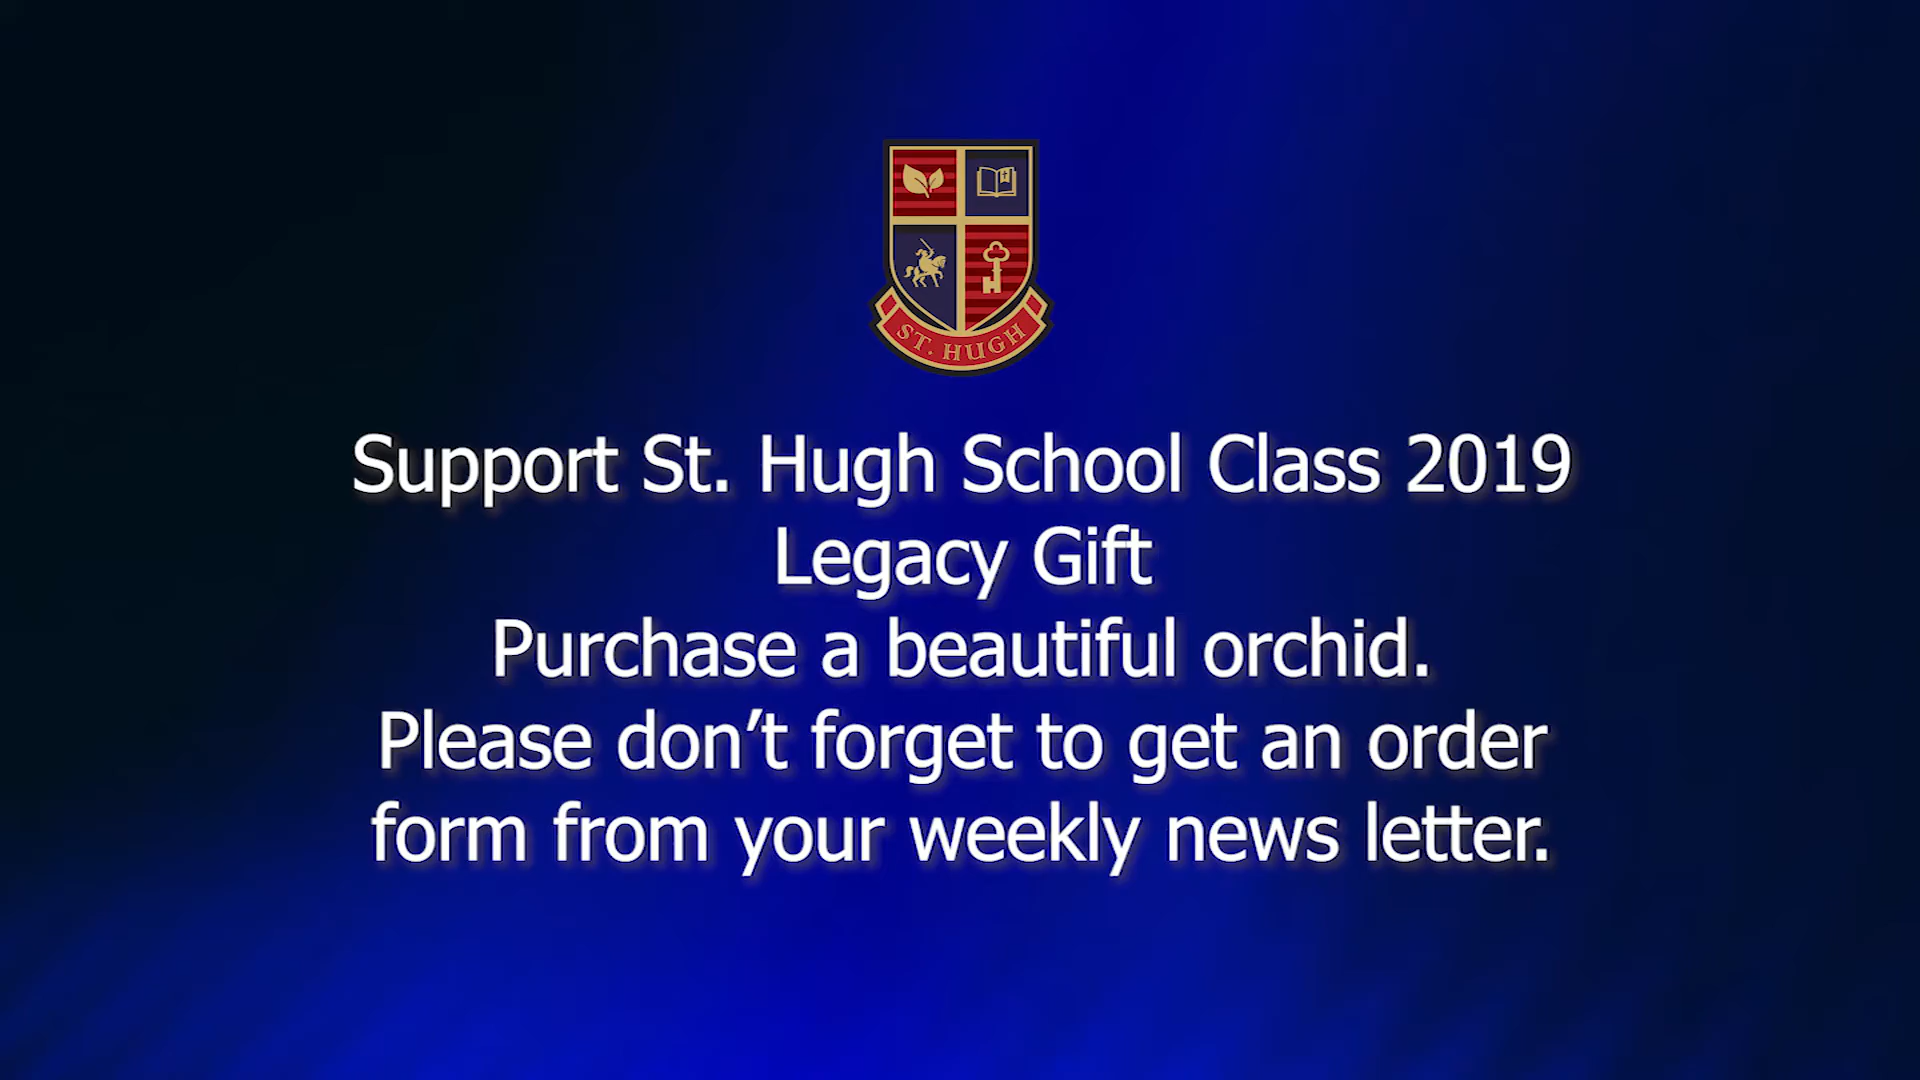 ST. HUGH
Support St. Hugh School Class 2019
Legacy Gift
Purchase a beautiful orchid.
Please don’t forget to get an order
form from your weekly news letter.